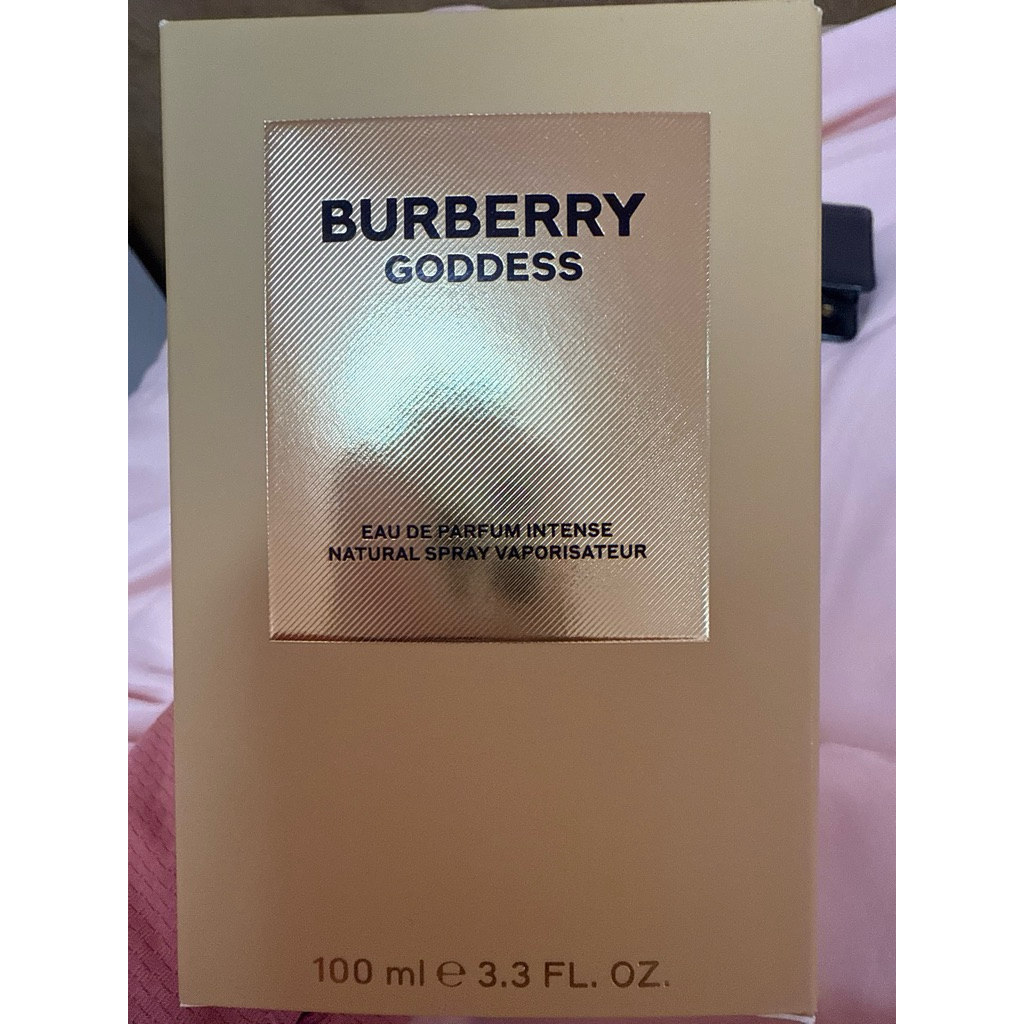 BURBERRY
GODDESS
EAU DE PARFUM INTENSE
NATURAL SPRAY VAPORISATEUR
100 ml ℮ 3.3 FL. OZ.